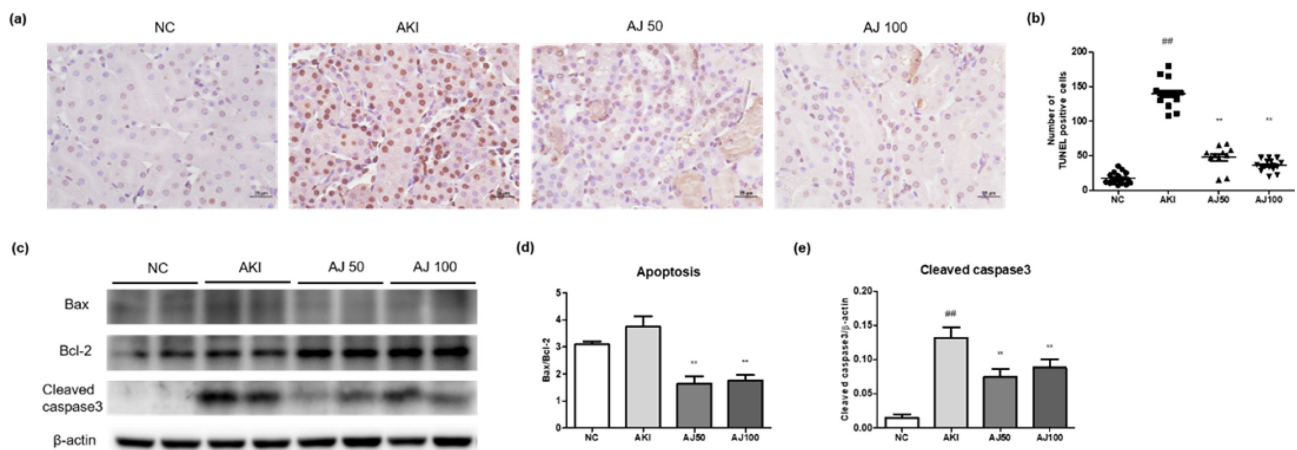 (a)
NC
AKI
AJ 50
AJ 100
(b)
Number of
TUNEL positive cells
200
150
100
50
0
##
**
**
NC
AKI
AJ50
AJ100
(c)
NC
AKI
AJ 50
AJ 100
Bax
Bcl-2
Cleaved
caspase3
β-actin
(d)
Apoptosis
Bax/Bcl-2
5
4
3
2
1
0
**
**
NC
AKI
AJ50
AJ100
(e)
Cleaved caspase3
Cleaved caspase3/β-actin
0.20
0.15
0.10
0.05
0.00
##
**
**
NC
AKI
AJ50
AJ100